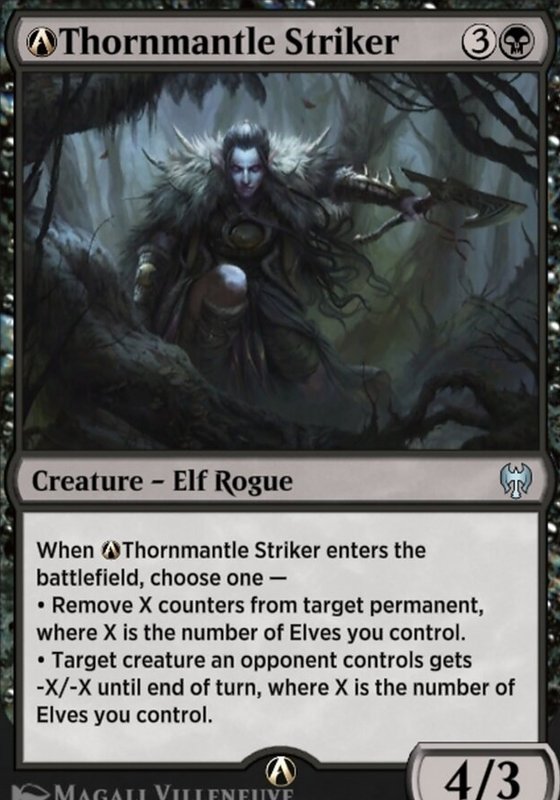 Thornmantle Striker 3
Creature – Elf Rogue
When Thornmantle Striker enters the
battlefield, choose one —
• Remove X counters from target permanent,
where X is the number of Elves you control.
• Target creature an opponent controls gets
-X/-X until end of turn, where X is the number of
Elves you control.
4/3
MAGALI VILLENEUVE